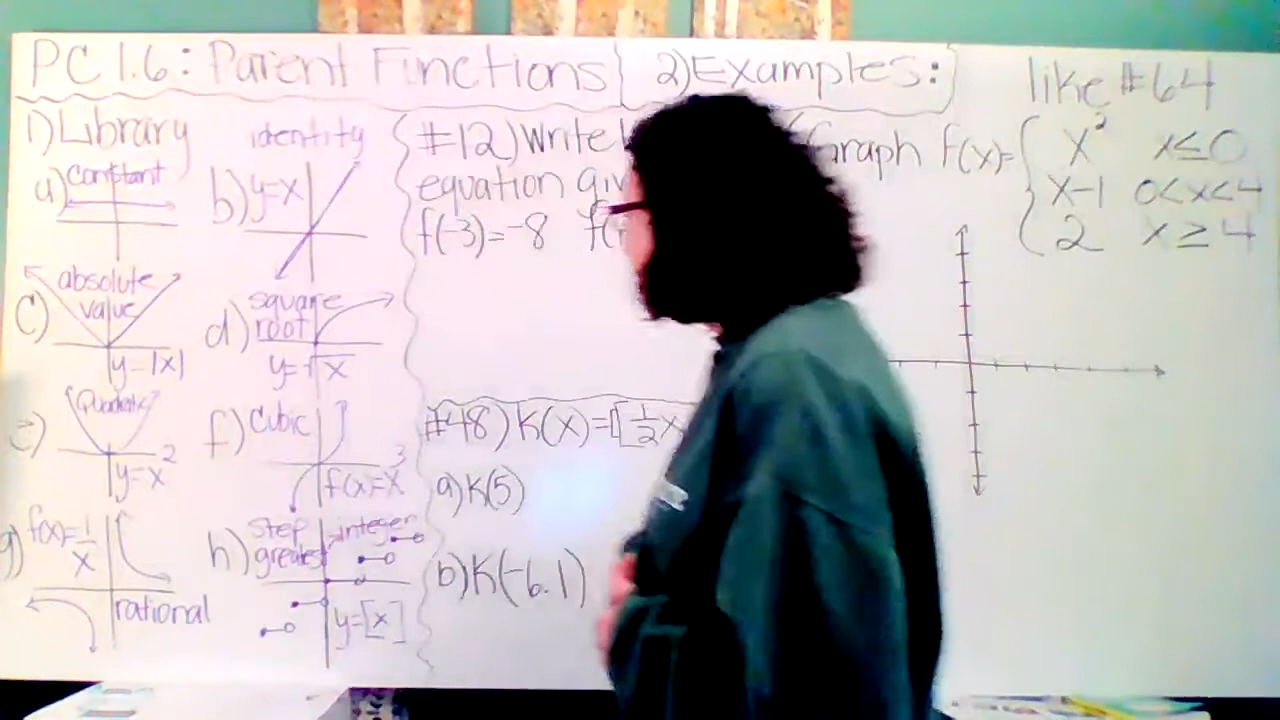 PC 1.6: Parent Functions
2) Examples:
like #64
1) Library
a) constant
identity
b) y=x
c) absolute
value
y=|x|
d) square
root
y=√x
e) Quadratic
y=x²
f) Cubic
f(x)=x³
g) f(x)=1/x
rational
h) step
greatest integer
y=[x]
#12) Write
equation
f(-3)=-8
#48) K(x)=[[½x
a) K(5)
b) K(-6.1)
Graph f(x)= {
x² x≤0
x-1 0<x<4
2 x≥4